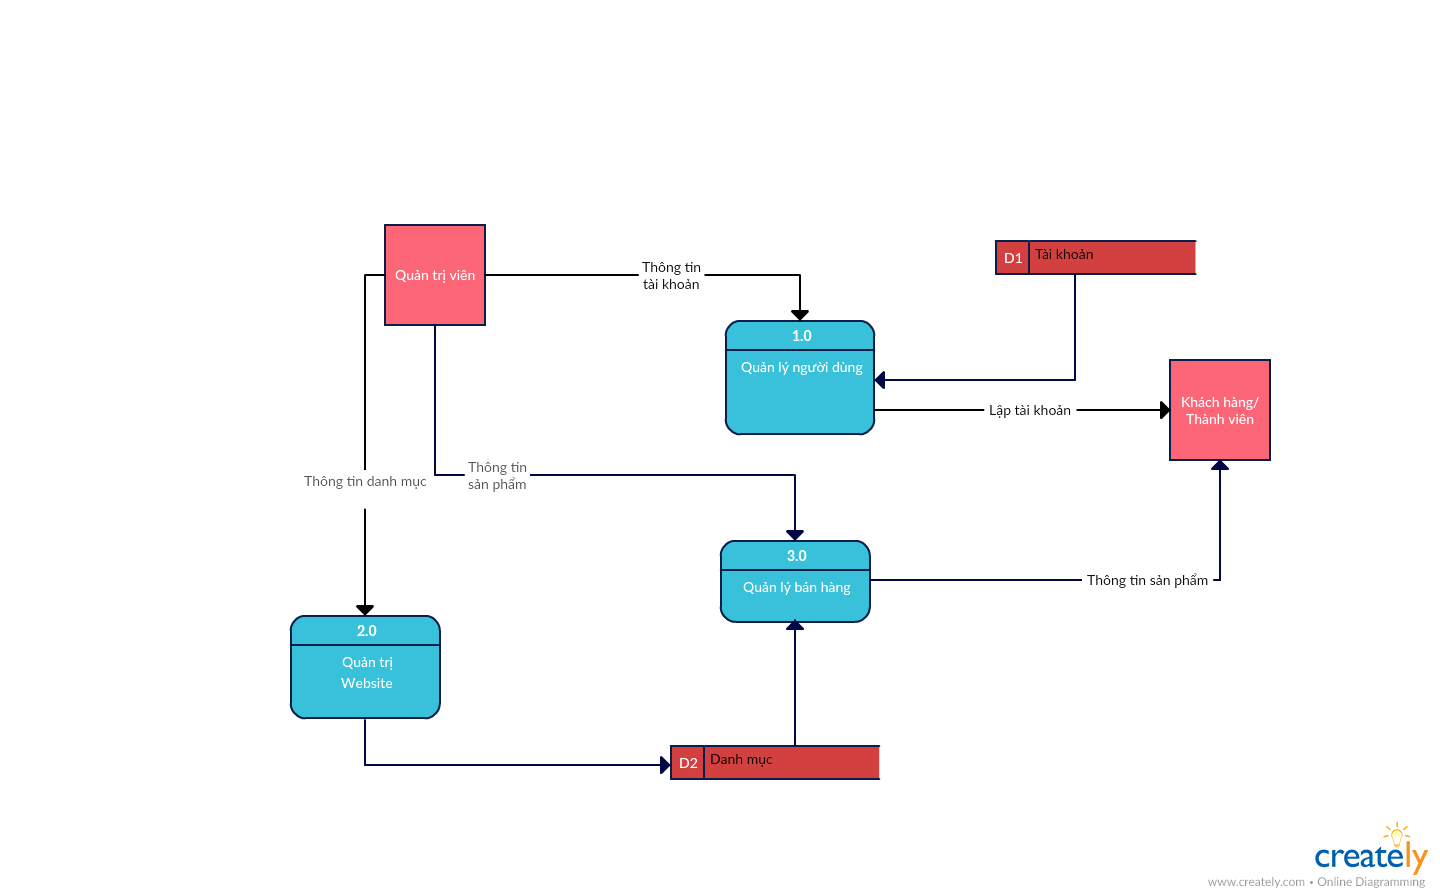 Quản trị viên
Thông tin
tài khoản
D1
Tài khoản
1.0
Quản lý người dùng
Lập tài khoản
Khách hàng/
Thành viên
Thông tin danh mục
Thông tin
sản phẩm
3.0
Quản lý bán hàng
Thông tin sản phẩm
2.0
Quản trị
Website
D2
Danh mục
creately
www.creately.com • Online Diagramming